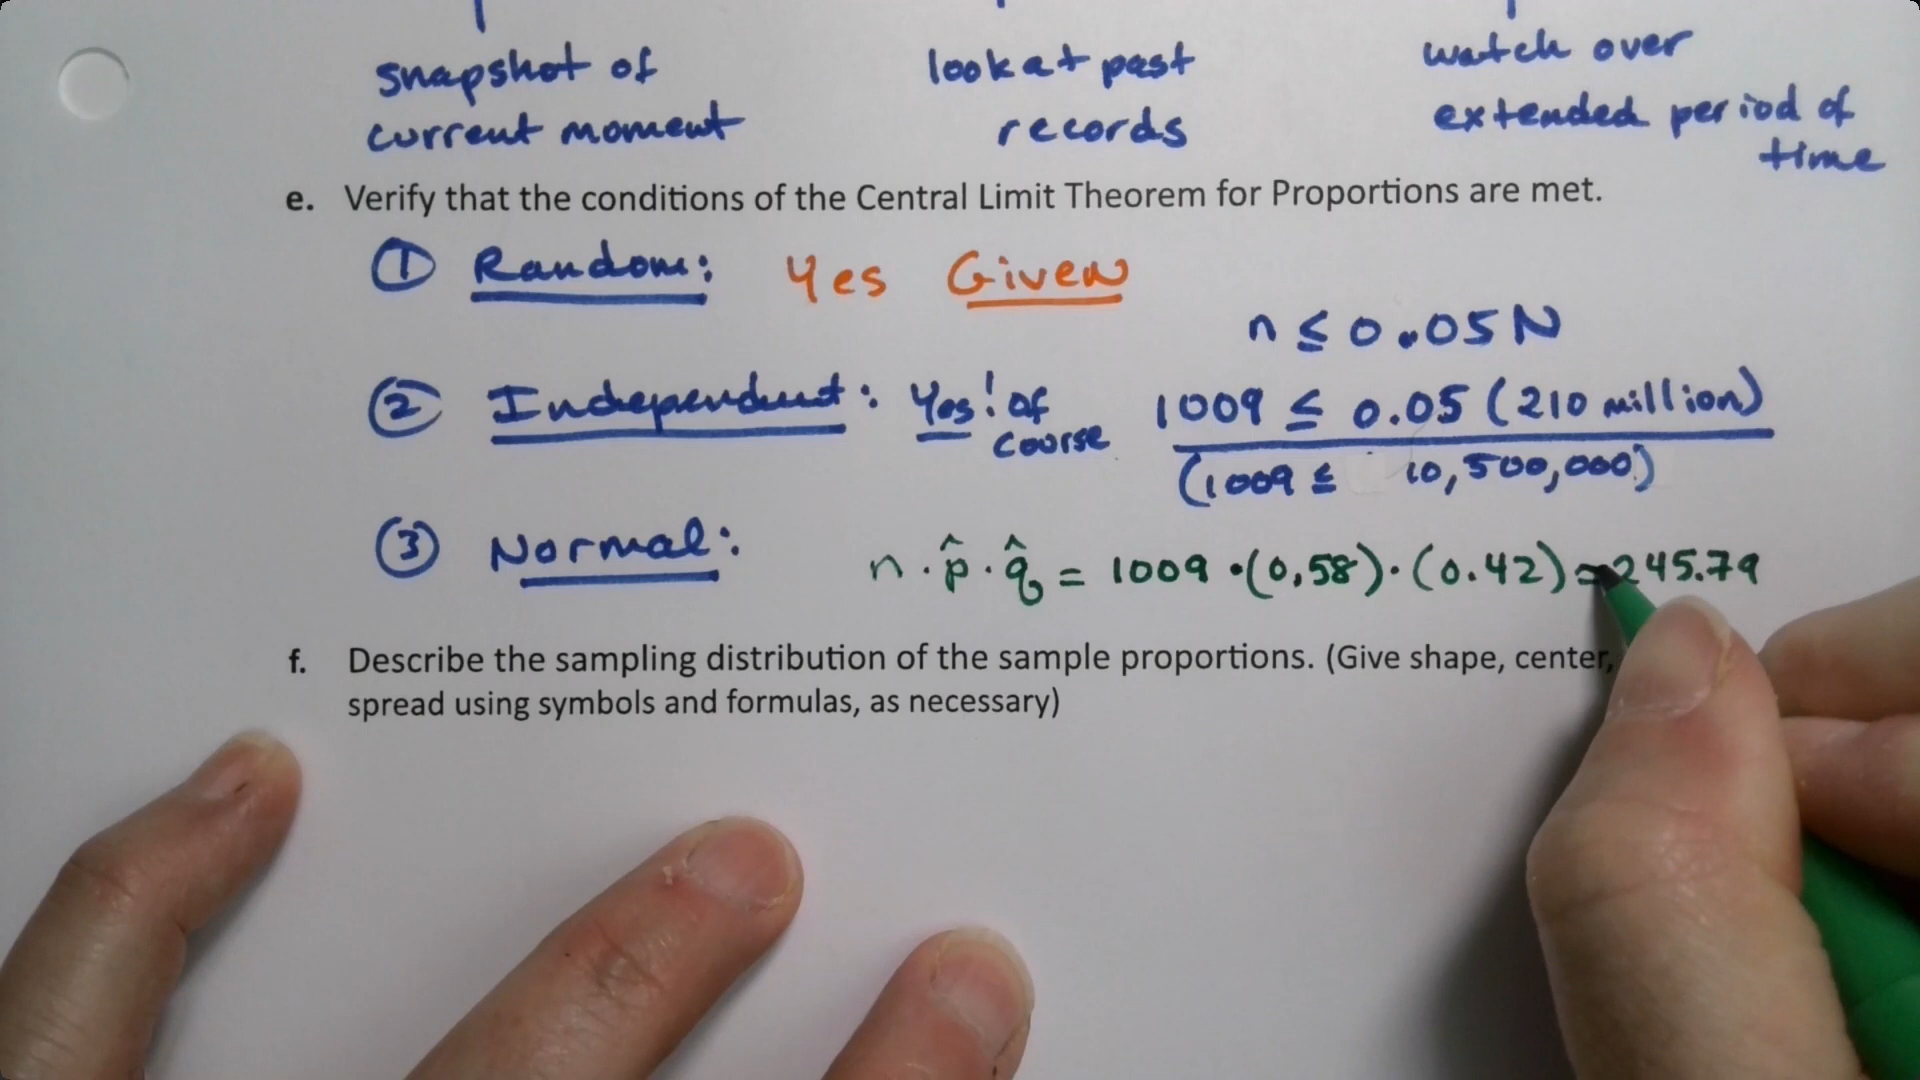 snapshot of look at past watch over
current moment records extended period of
time
e. Verify that the conditions of the Central Limit Theorem for Proportions are met.
① Random: Yes Given
n ≤ 0.05 N
② Independent: Yes! of 1009 ≤ 0.05 (210 million)
course (1009 ≤ 10,500,000)
③ Normal: n · p̂ · q̂ = 1009 · (0.58) · (0.42) = 245.79
f. Describe the sampling distribution of the sample proportions. (Give shape, center,
spread using symbols and formulas, as necessary)